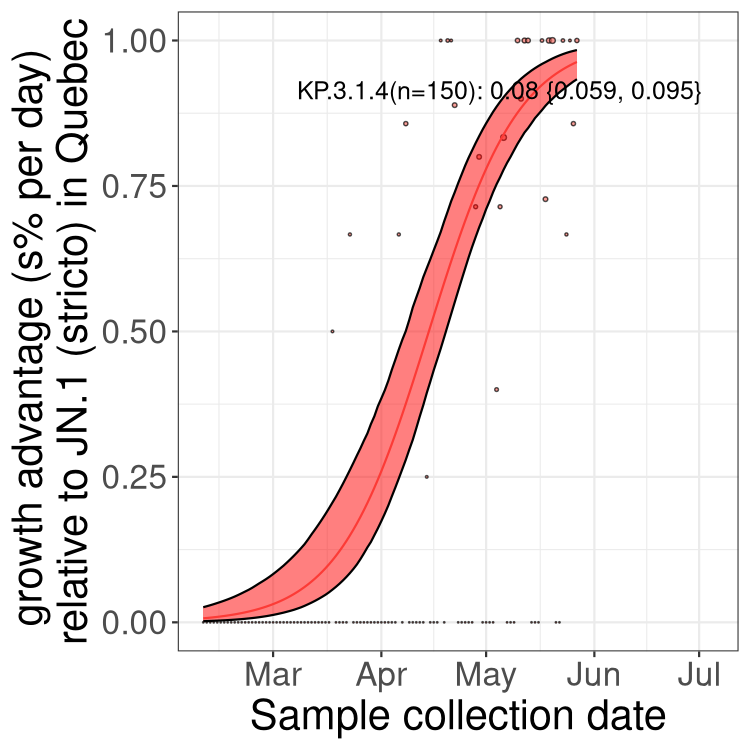 growth advantage (s% per day)
relative to JN.1 (stricto) in Quebec
1.00
0.75
0.50
0.25
0.00
KP.3.1.4(n=150): 0.08 {0.059, 0.095}
Mar Apr May Jun Jul
Sample collection date